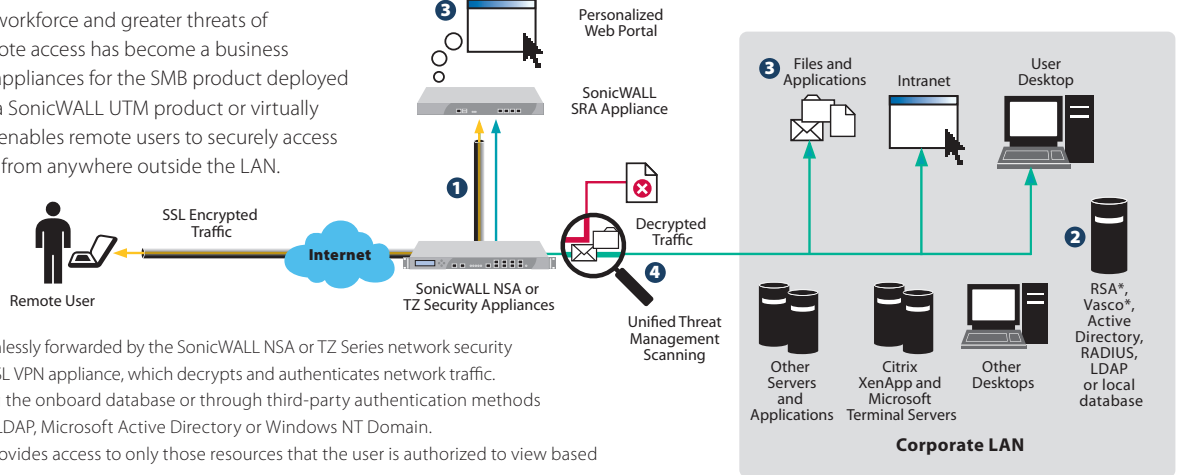 workforce and greater threats of
ote access has become a business
appliances for the SMB product deployed
a SonicWALL UTM product or virtually
enables remote users to securely access
from anywhere outside the LAN.
3
Personalized
Web Portal
SonicWALL
SRA Appliance
1
SSL Encrypted
Traffic
Internet
Remote User
SonicWALL NSA or
TZ Security Appliances
Decrypted
Traffic
4
Unified Threat
Management
Scanning
3 Files and
Applications
Intranet
User
Desktop
2
RSA*,
Vasco*,
Active
Directory,
RADIUS,
LDAP
or local
database
Other
Servers
and
Applications
Citrix
XenApp and
Microsoft
Terminal Servers
Other
Desktops
Corporate LAN
lessly forwarded by the SonicWALL NSA or TZ Series network security
SL VPN appliance, which decrypts and authenticates network traffic.
the onboard database or through third-party authentication methods
LDAP, Microsoft Active Directory or Windows NT Domain.
rovides access to only those resources that the user is authorized to view based